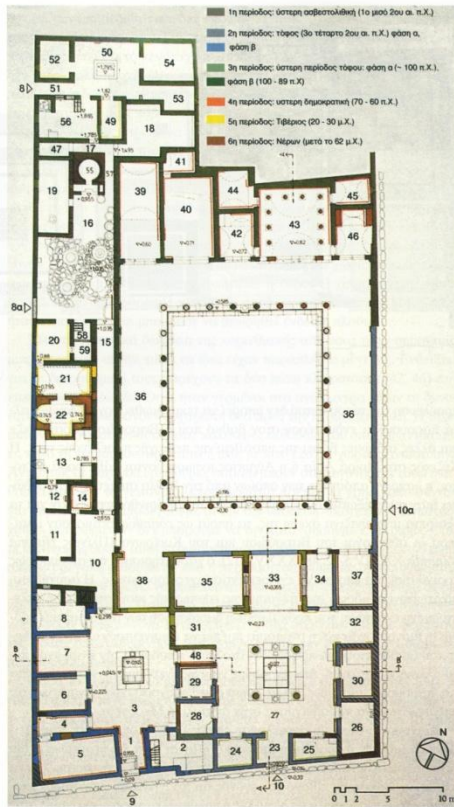 1η περίοδος: ύστερη ασβεστολιθική (1ο μισό 2ου αι. π.Χ.)
2η περίοδος: τόφος (3ο τέταρτο 2ου αι. π.Χ.) φάση α,
φάση β
3η περίοδος: ύστερη περίοδος τόφου: φάση α (~ 100 π.Χ.).
φάση β (100 - 89 π.Χ)
4η περίοδος: υστερη δημοκρατική (70 - 60 π.Χ.)
5η περίοδος: Τιβέριος (20 - 30 μ.Χ.)
6η περίοδος: Νέρων (μετά το 62 μ.Χ.)
52 50 54
8 51 53
56 49 18
47 17
55 57 41
19 39 40 44 43 45
16 42 46
8a
58
20 59 15
21 36 36
22
13
12 14 10a
11
10 38 35 33 34 37
8
31 32
B 7 48
3 29 30
6
28 27 26
4
5 1 2 24 23 25
9 10
N
0 1 2 5 10 m